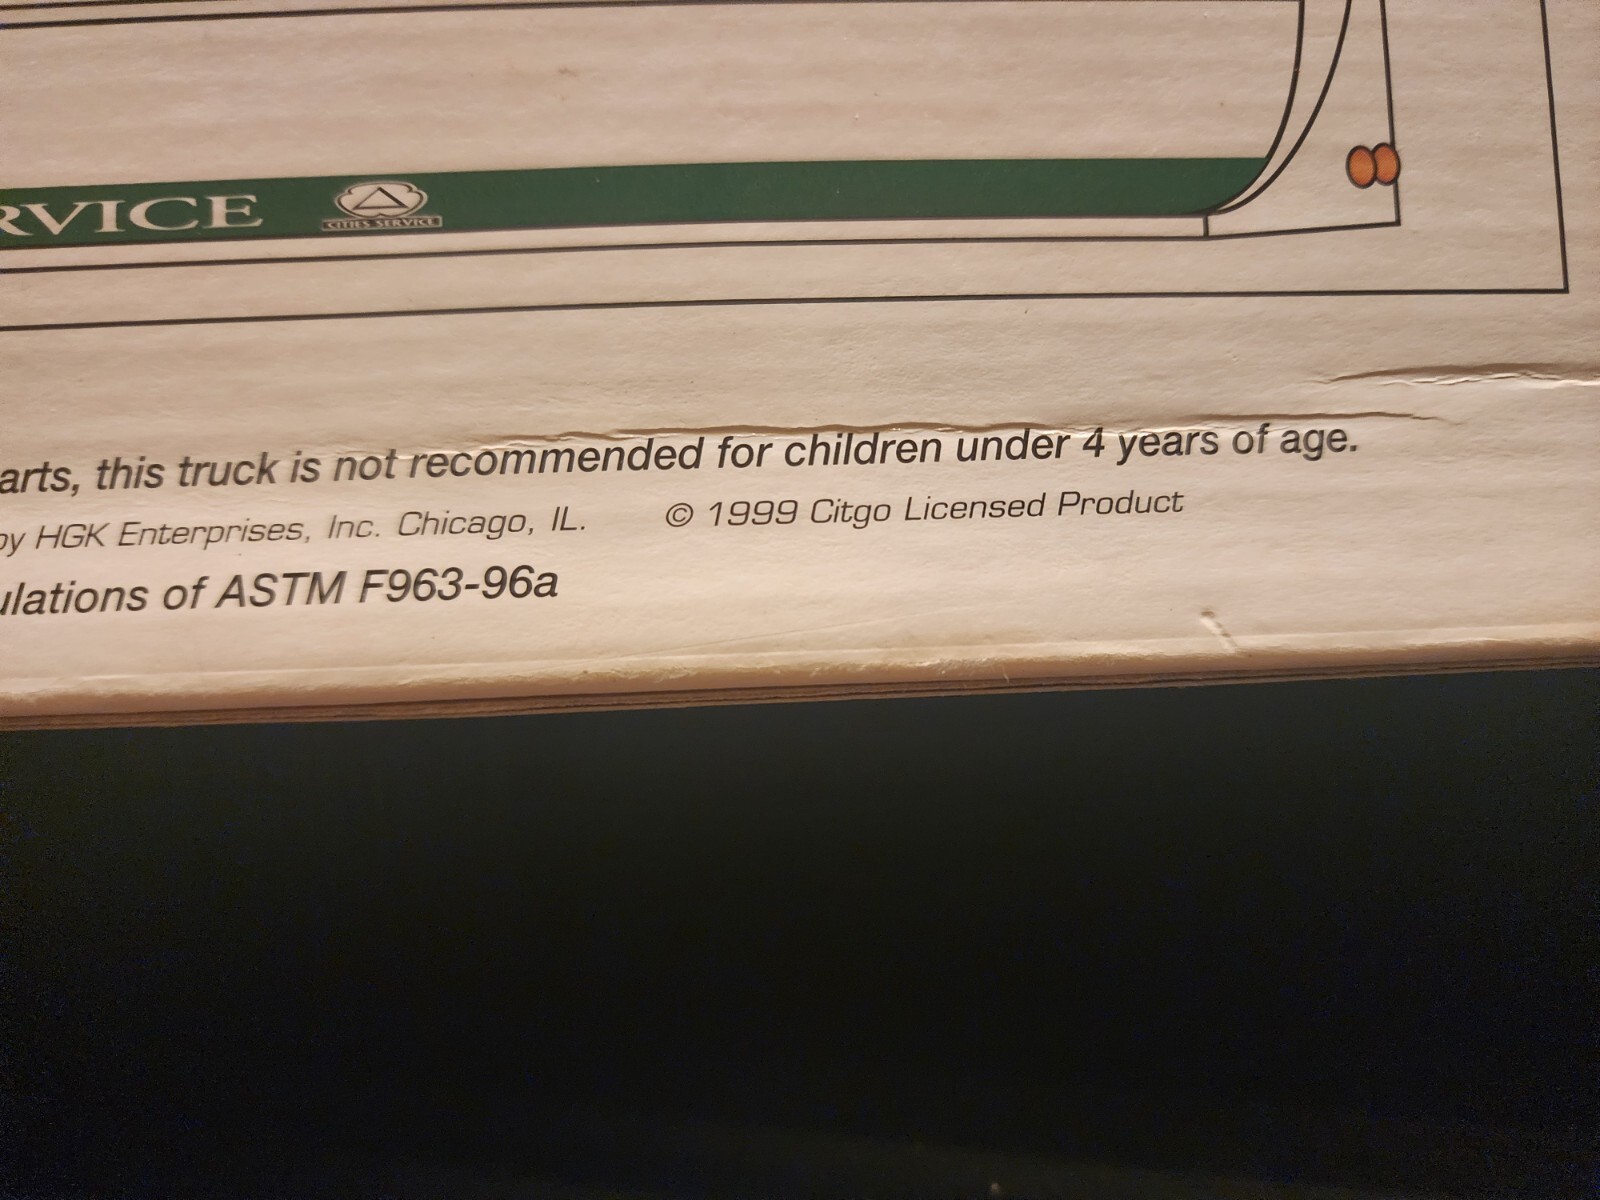 RVICE
CITIES SERVICE
arts, this truck is not recommended for children under 4 years of age.
by HGK Enterprises, Inc. Chicago, IL. © 1999 Citgo Licensed Product
ulations of ASTM F963-96a